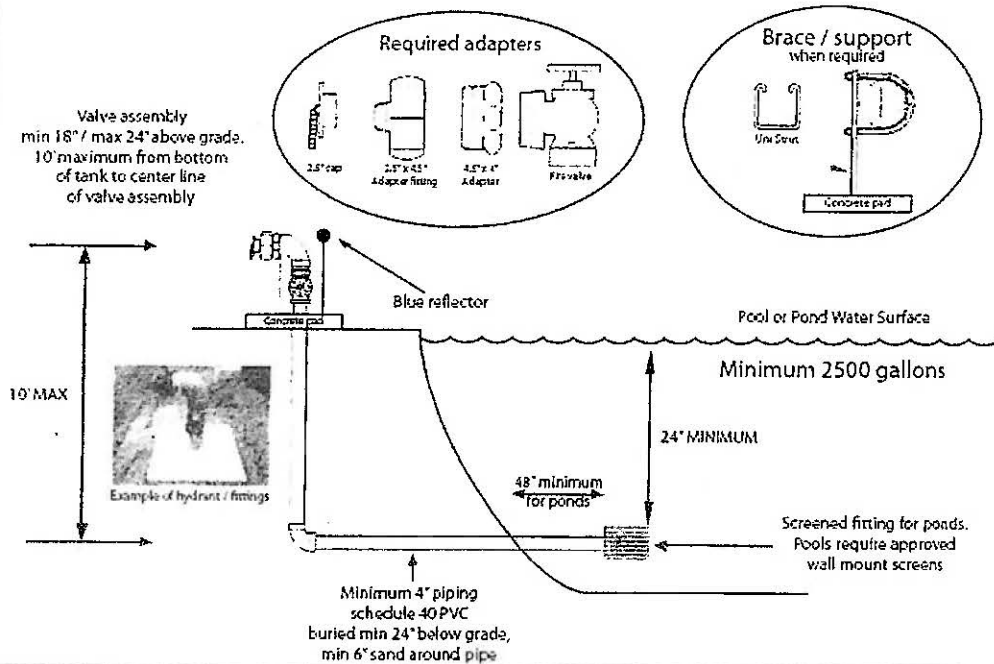 Required adapters
2.5" cap
2.5" x 4.5"
Adapter fitting
4.5" x 4"
Adapter
Fire valve
Brace / support
when required
Uni Strut
Concrete pad
Valve assembly
min 18" / max 24" above grade.
10' maximum from bottom
of tank to center line
of valve assembly
Blue reflector
Concrete pad
Pool or Pond Water Surface
Minimum 2500 gallons
10' MAX
24" MINIMUM
Example of hydrant / fittings
48" minimum
for ponds
Screened fitting for ponds.
Pools require approved
wall mount screens
Minimum 4" piping
schedule 40 PVC
buried min 24" below grade,
min 6" sand around pipe